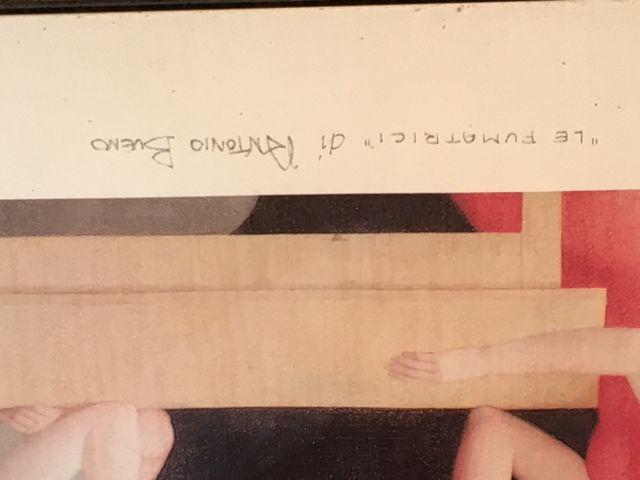 "LE FUMATRICI" di ANTONIO BUENO